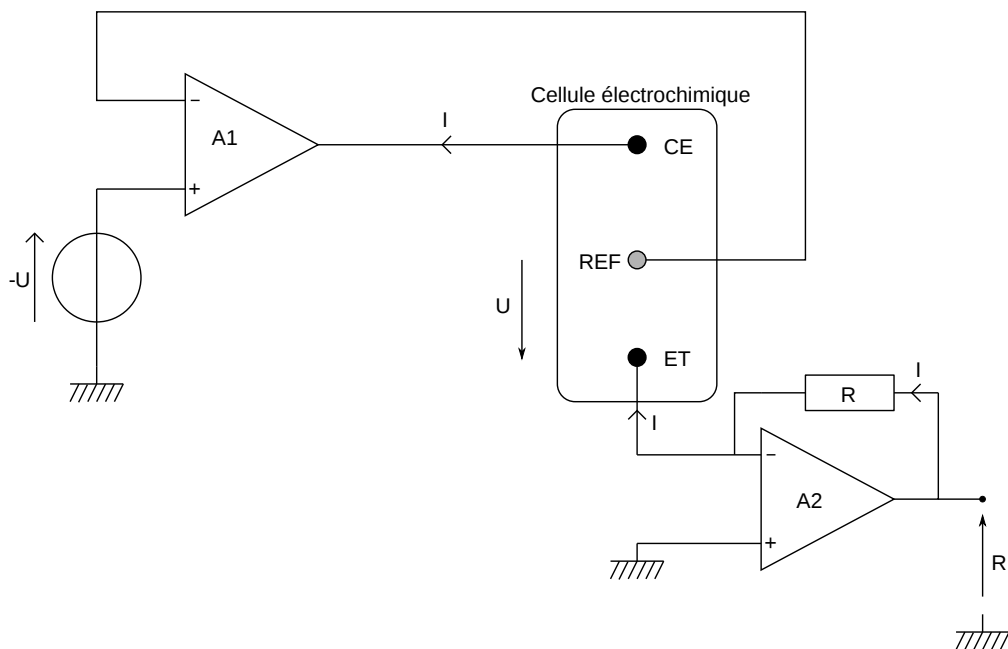 Cellule électrochimique
−
I
A1
CE
+
REF
-U
U
ET
I
R
I
−
A2
+
R